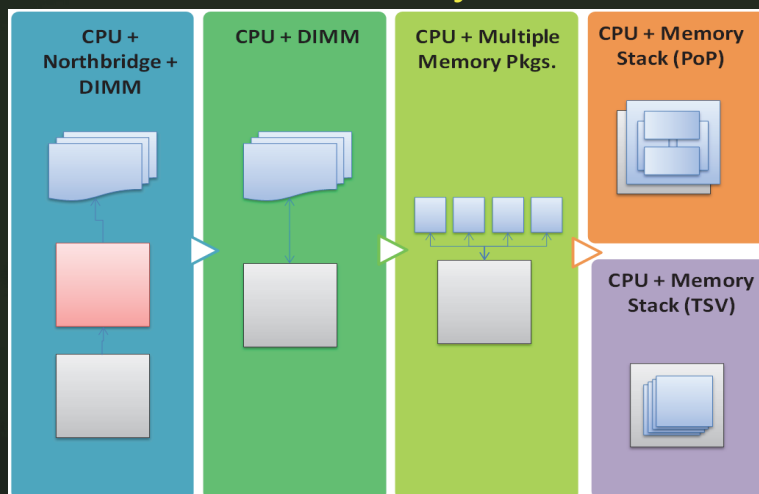 CPU +
Northbridge +
DIMM
CPU + DIMM
CPU + Multiple
Memory Pkgs.
CPU + Memory
Stack (PoP)
CPU + Memory
Stack (TSV)